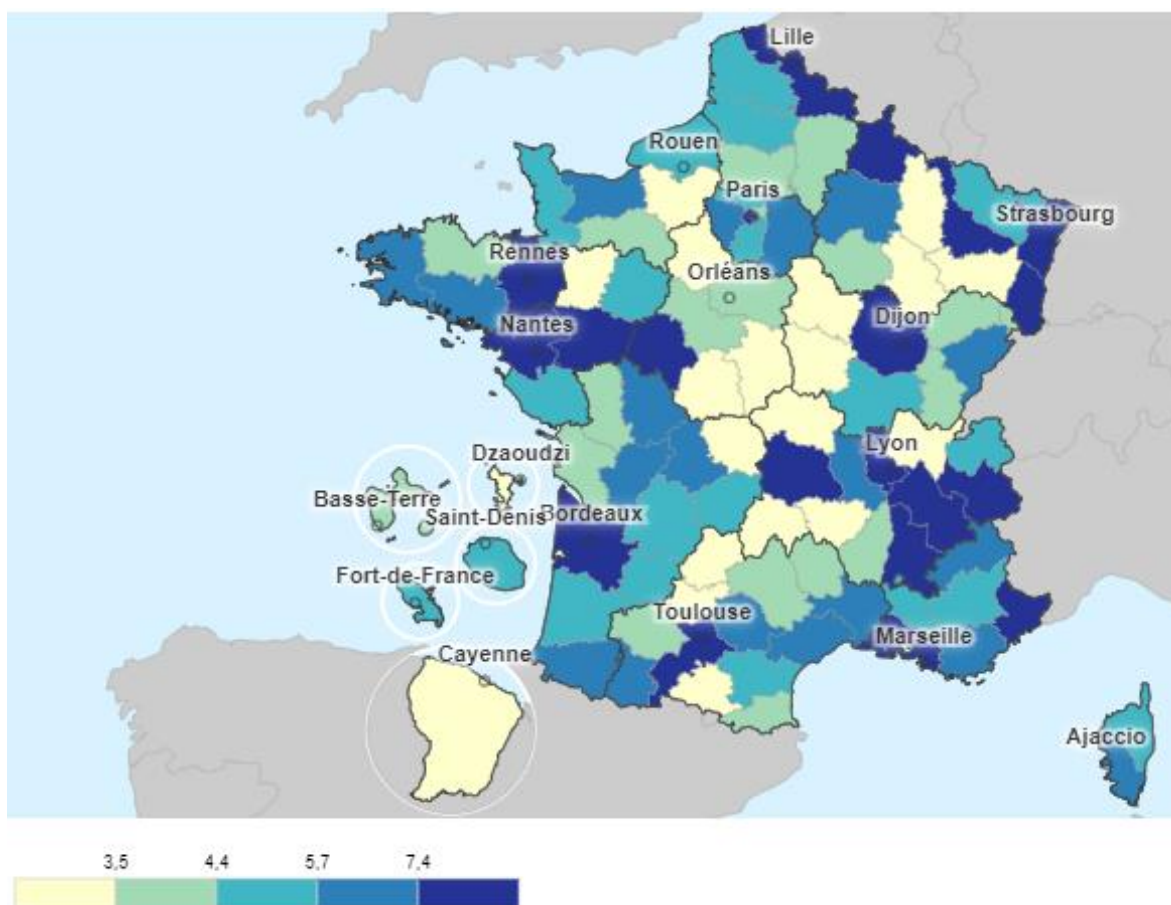 Lille
Rouen
Paris
Strasbourg
Rennes
Orléans
Nantes
Dijon
Lyon
Dzaoudzi
Basse-Terre
Saint-Denis
Bordeaux
Fort-de-France
Toulouse
Marseille
Cayenne
Ajaccio
3,5 4,4 5,7 7,4